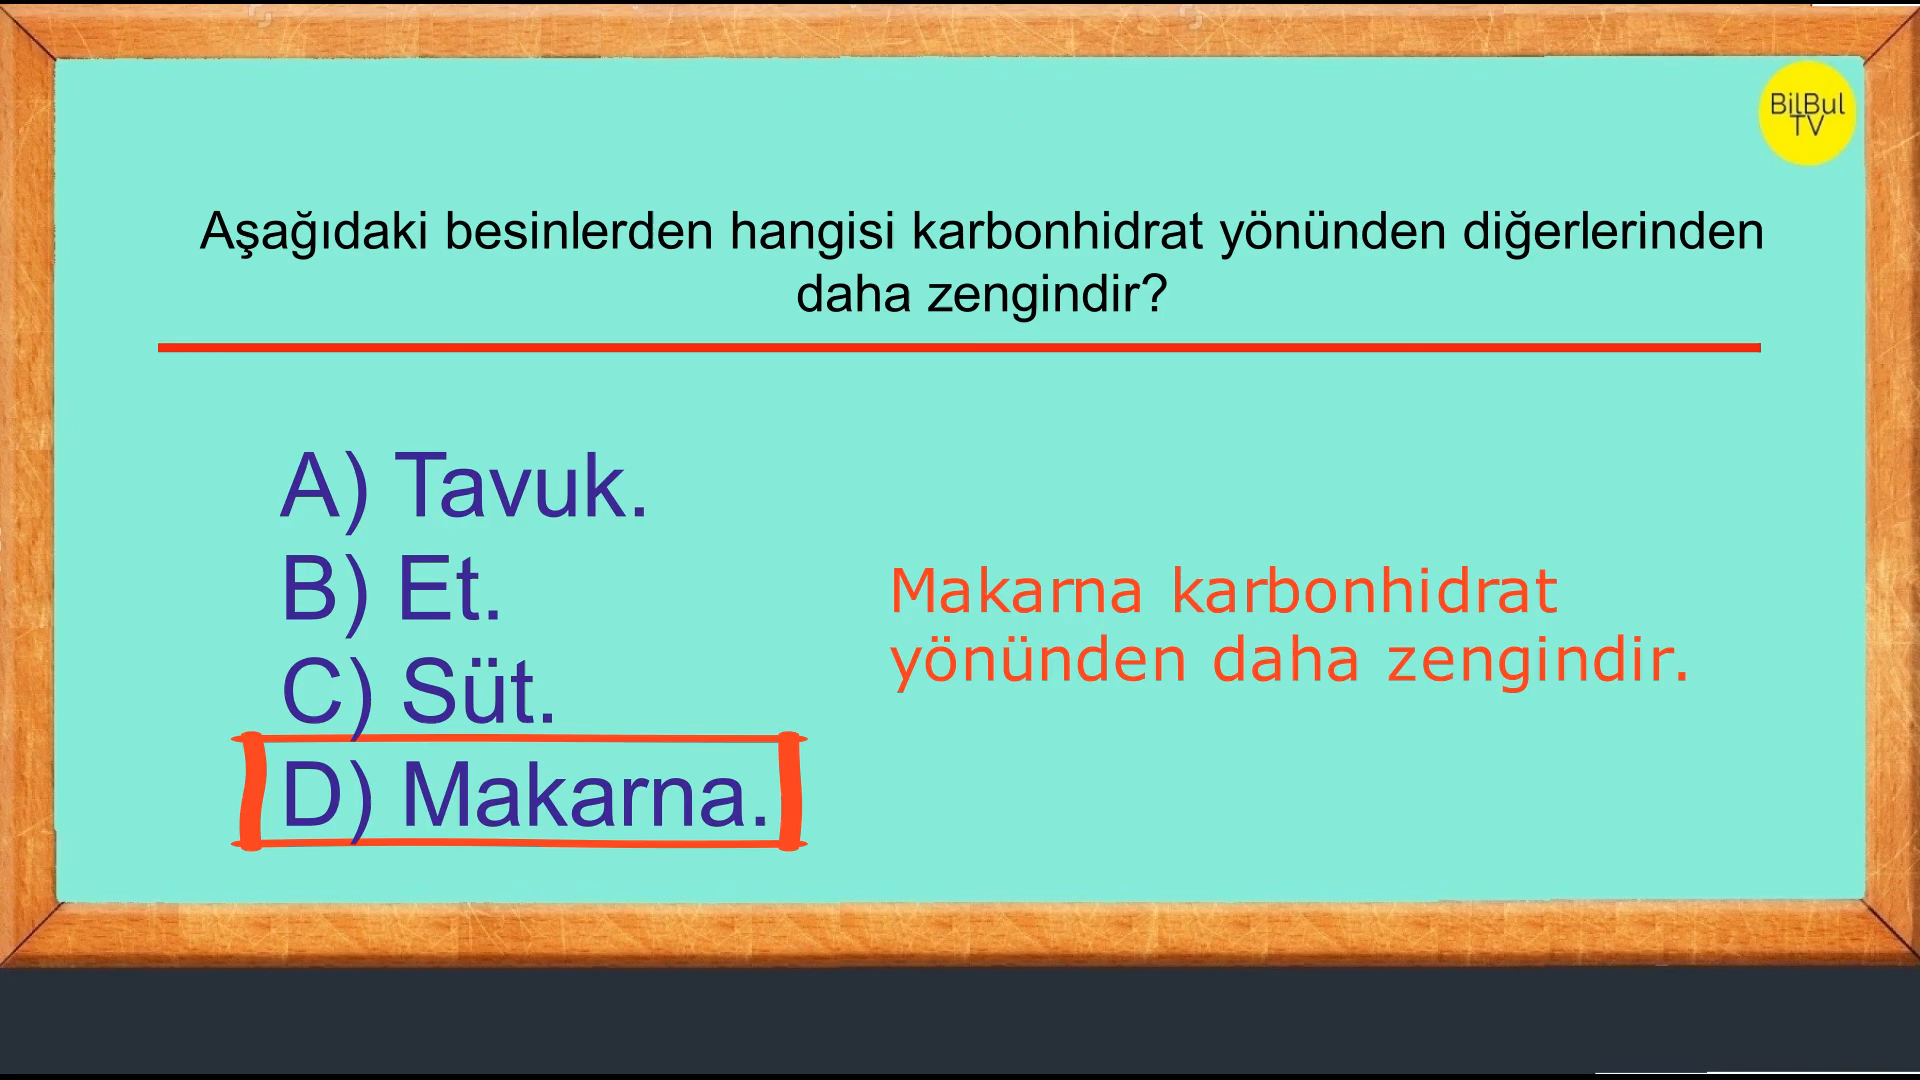 BilBul
TV
Aşağıdaki besinlerden hangisi karbonhidrat yönünden diğerlerinden
daha zengindir?
A) Tavuk.
B) Et.
C) Süt.
D) Makarna.
Makarna karbonhidrat
yönünden daha zengindir.